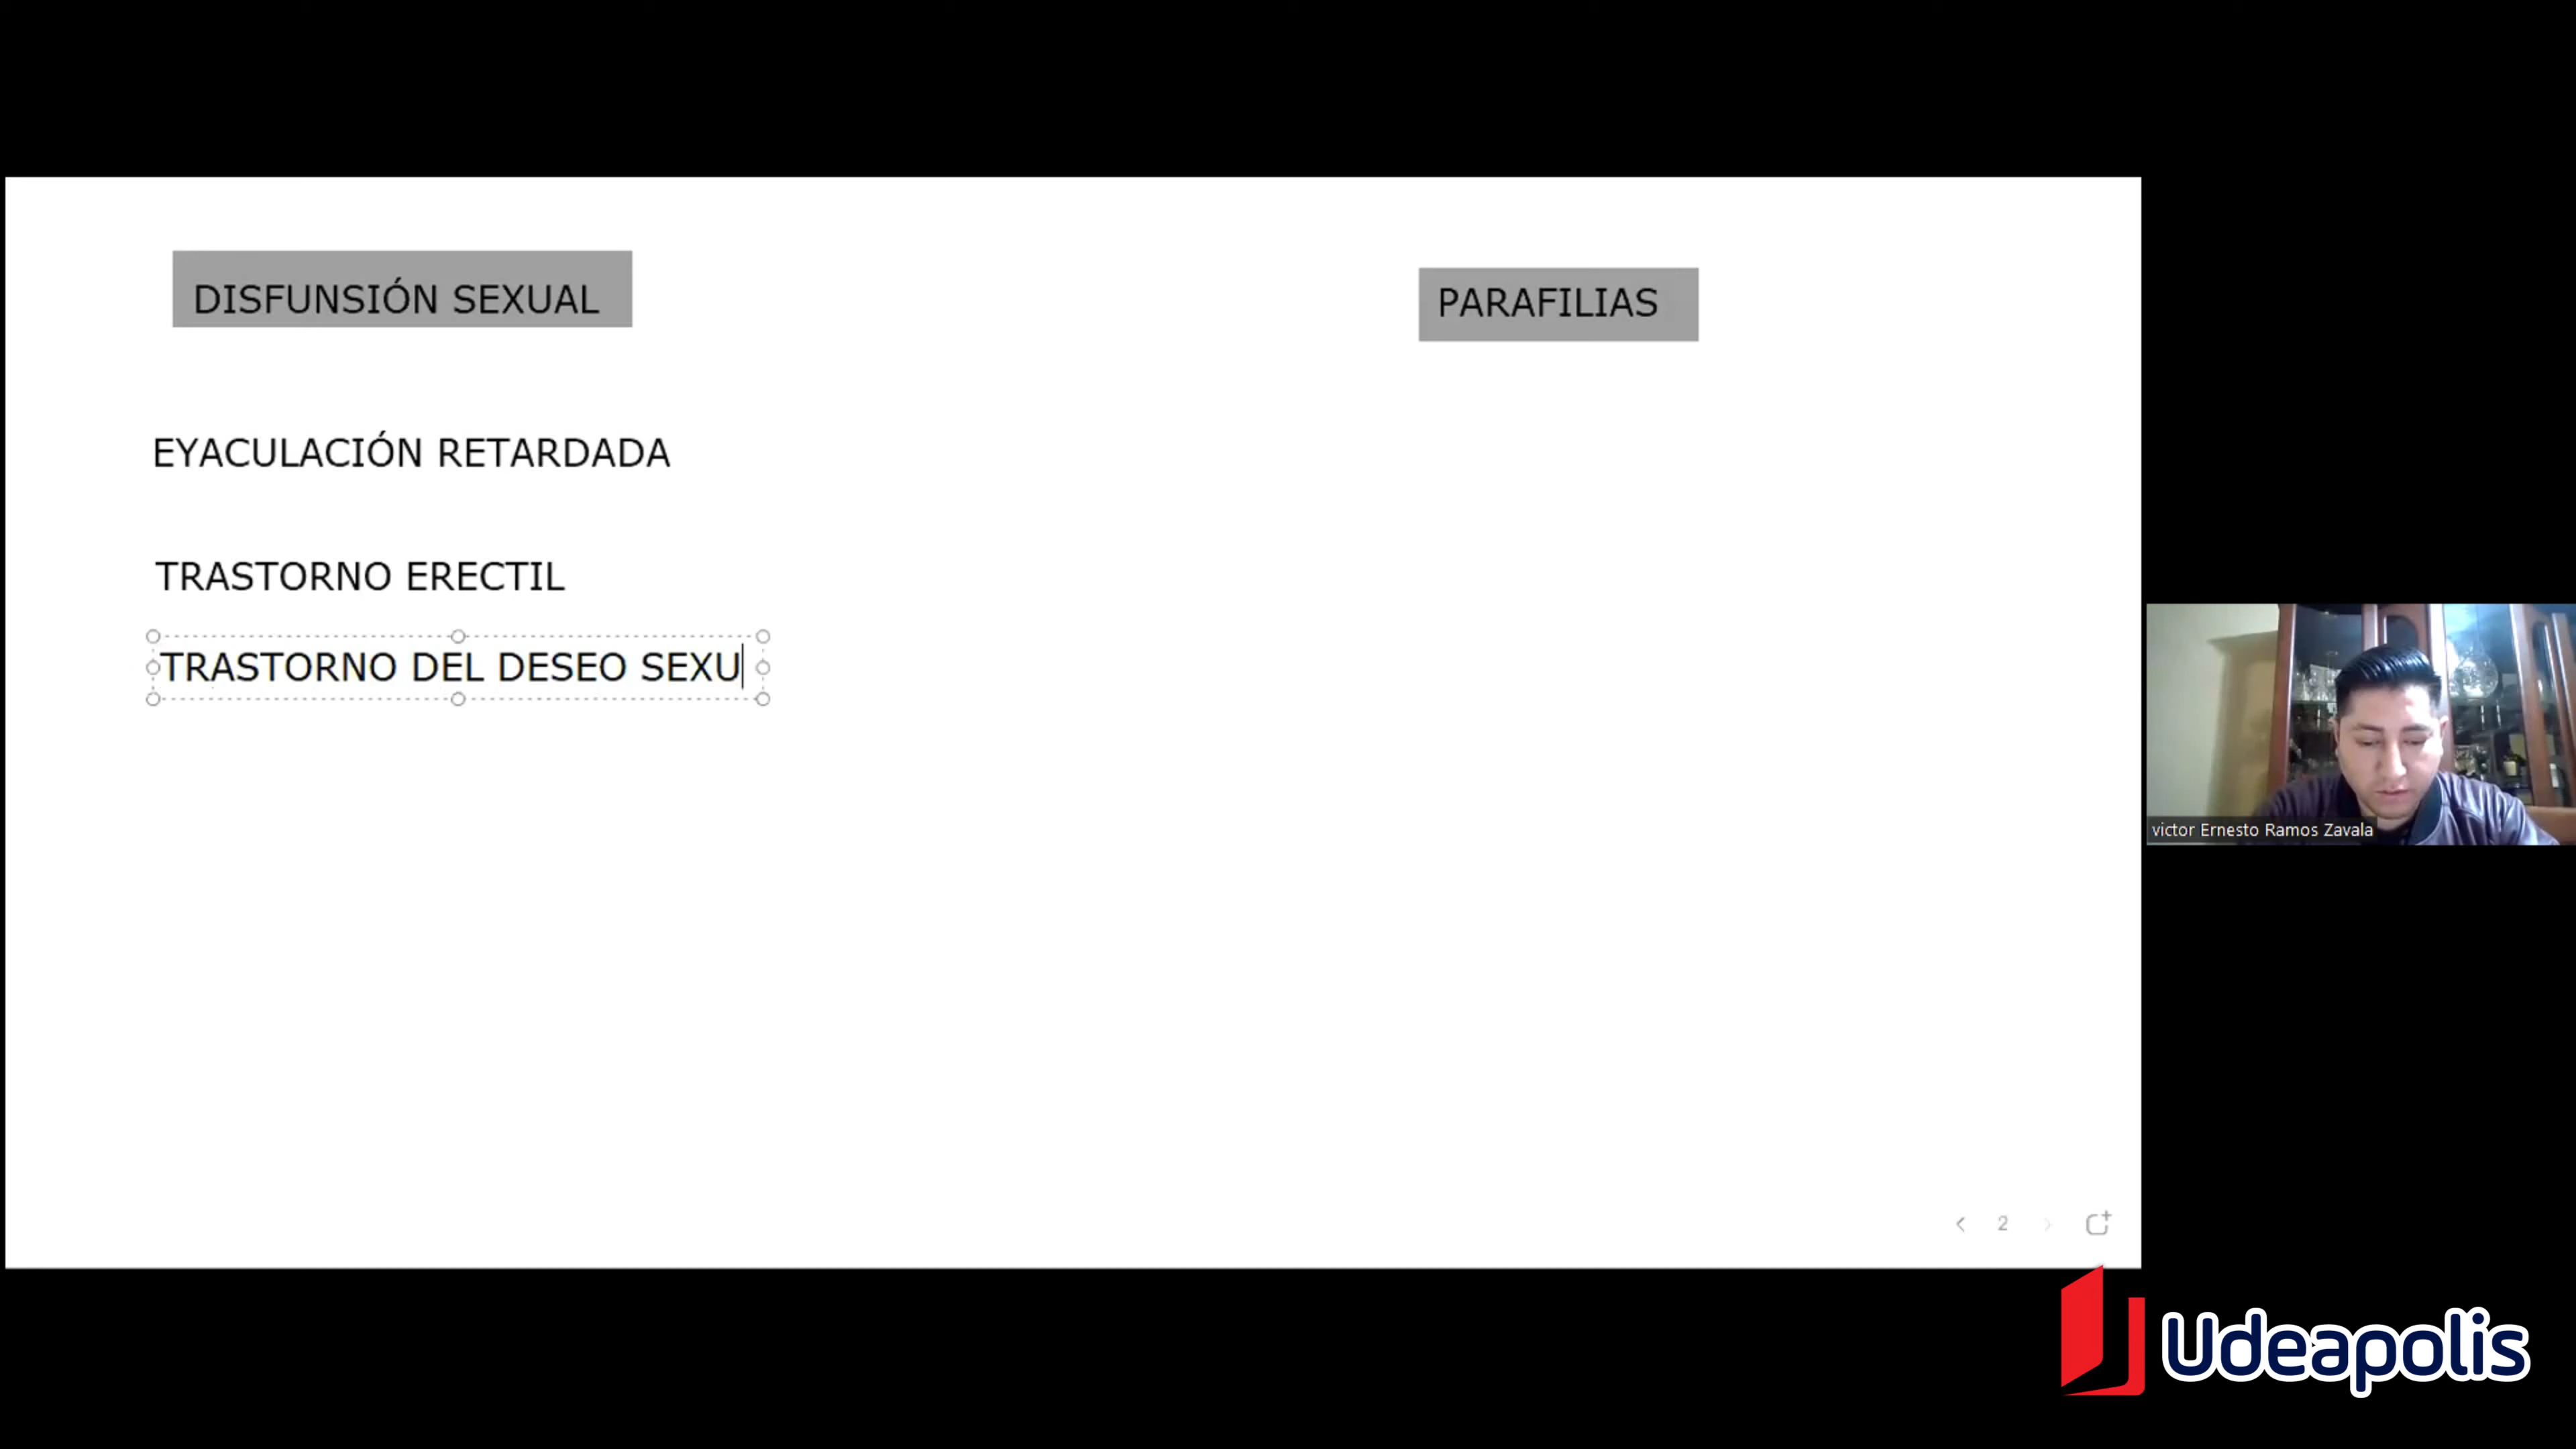 DISFUNSIÓN SEXUAL
PARAFILIAS
EYACULACIÓN RETARDADA
TRASTORNO ERECTIL
TRASTORNO DEL DESEO SEXU
victor Ernesto Ramos Zavala
2
Udeapolis